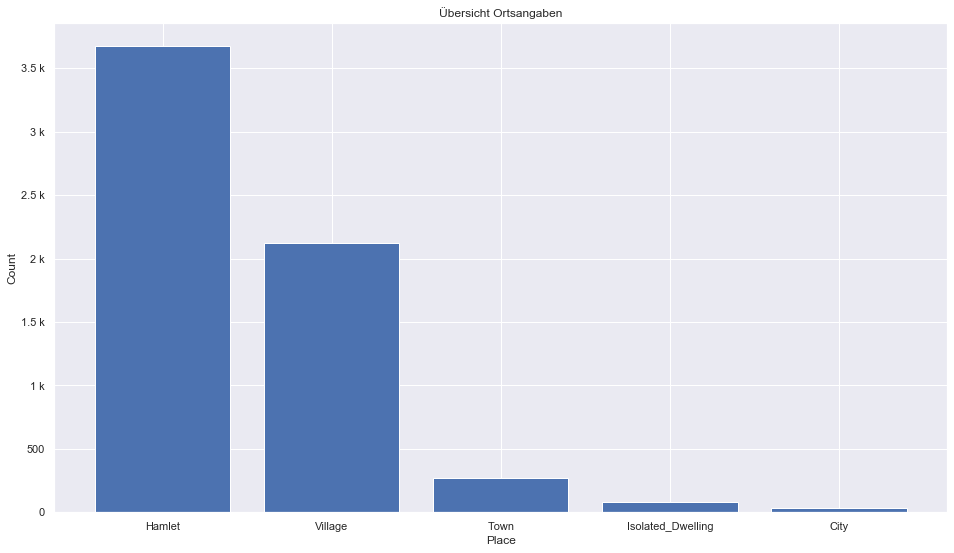 Übersicht Ortsangaben
3.5 k
3 k
2.5 k
2 k
1.5 k
1 k
500
0
Count
Hamlet Village Town Isolated_Dwelling City
Place